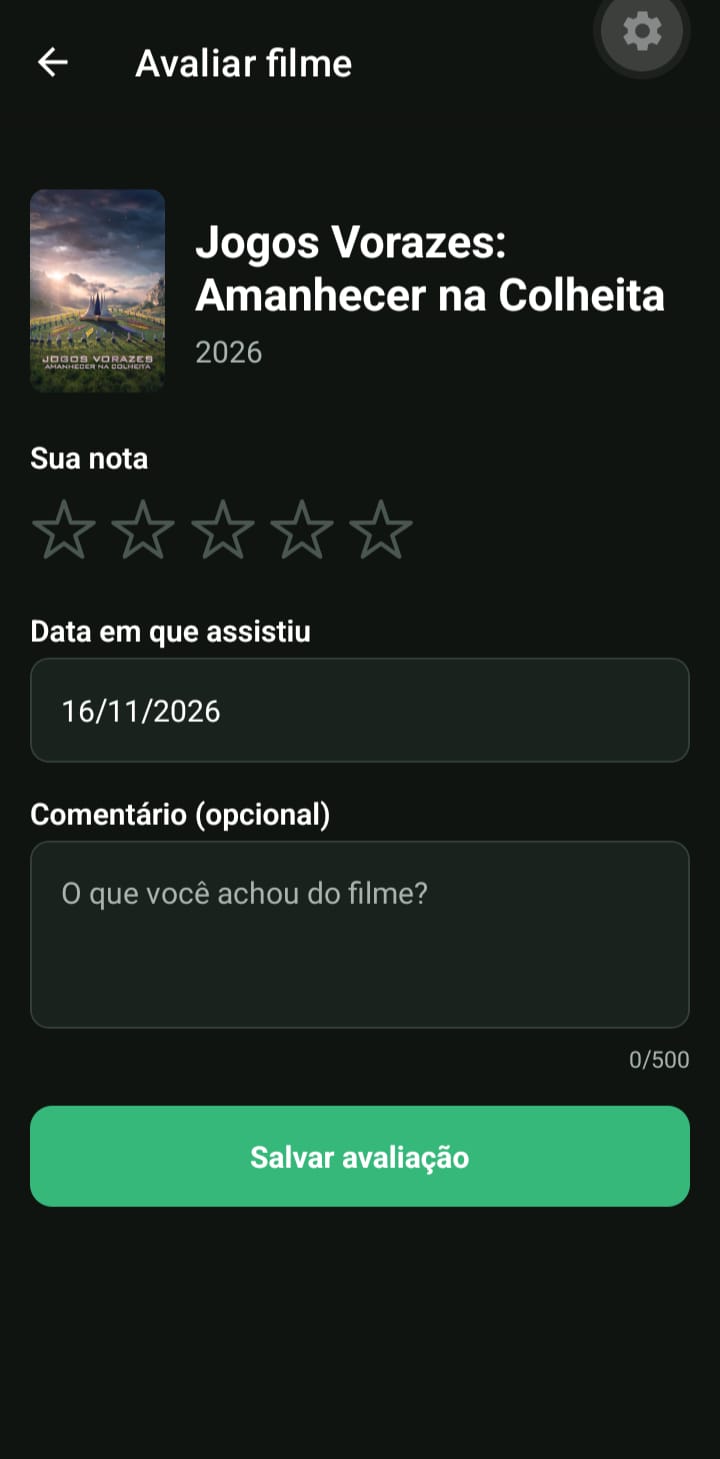 Avaliar filme
JOGOS VORAZES
AMANHECER NA COLHEITA
Jogos Vorazes:
Amanhecer na Colheita
2026
Sua nota
Data em que assistiu
16/11/2026
Comentário (opcional)
O que você achou do filme?
0/500
Salvar avaliação